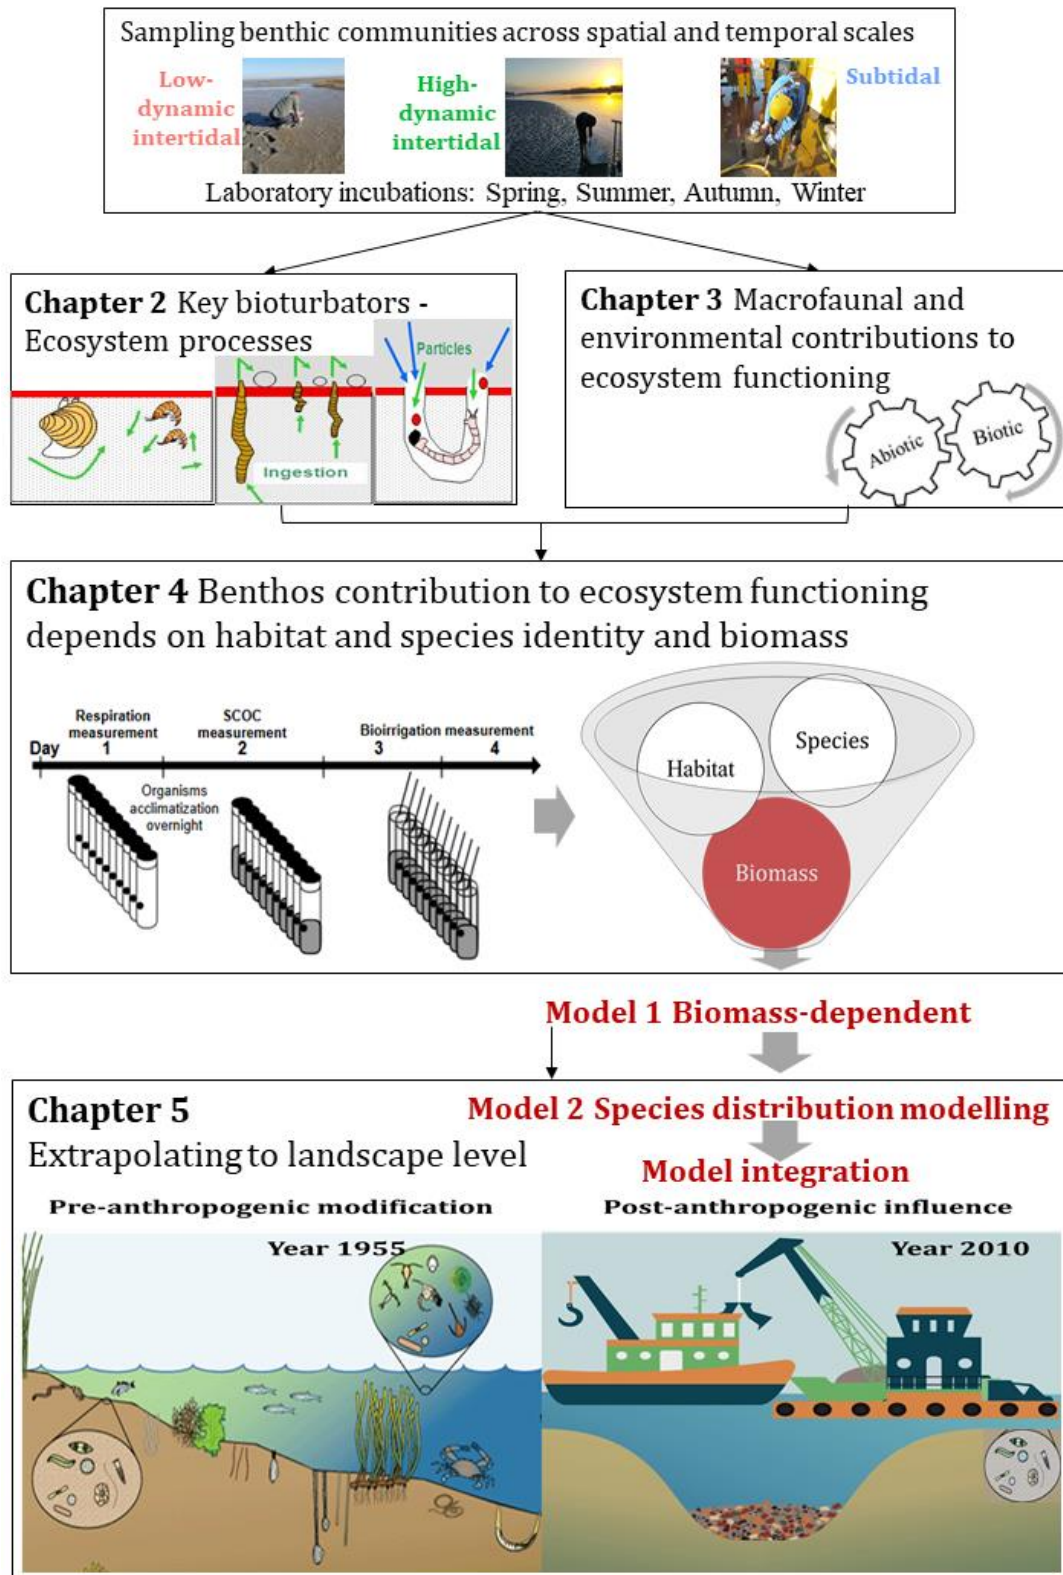 Sampling benthic communities across spatial and temporal scales
Low-
dynamic
intertidal
High-
dynamic
intertidal
Subtidal
Laboratory incubations: Spring, Summer, Autumn, Winter
Chapter 2 Key bioturbators -
Ecosystem processes
Particles
Ingestion
Chapter 3 Macrofaunal and
environmental contributions to
ecosystem functioning
Abiotic
Biotic
Chapter 4 Benthos contribution to ecosystem functioning
depends on habitat and species identity and biomass
Respiration
measurement
SCOC
measurement
Bioirrigation measurement
Day 1 2 3 4
Organisms
acclimatization
overnight
Habitat
Species
Biomass
Model 1 Biomass-dependent
Chapter 5
Extrapolating to landscape level
Model 2 Species distribution modelling
Model integration
Pre-anthropogenic modification
Post-anthropogenic influence
Year 1955
Year 2010